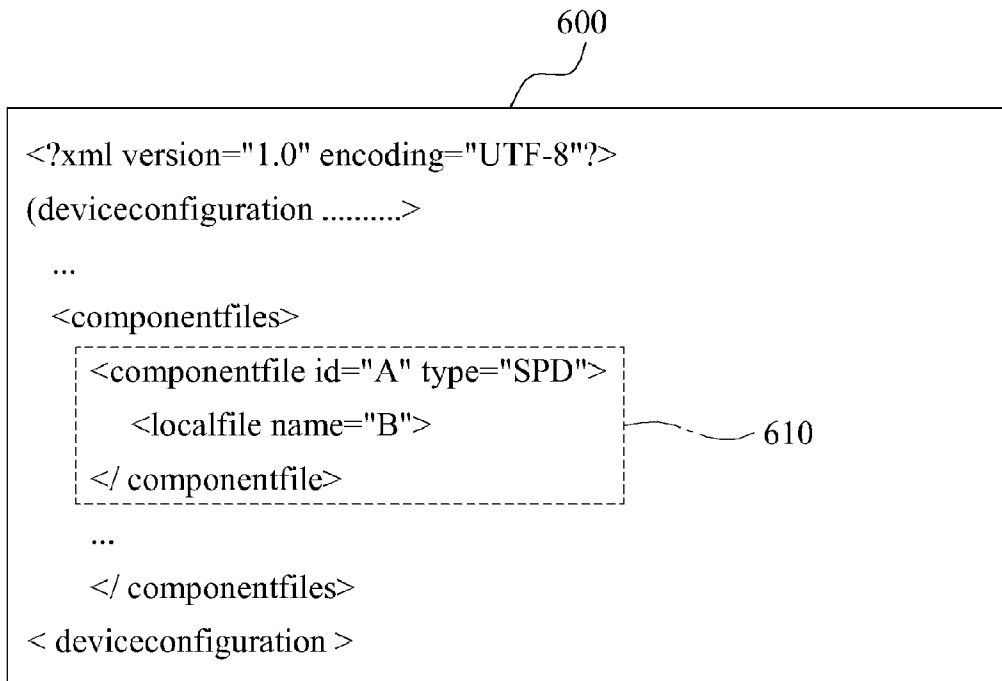 600
<?xml version="1.0" encoding="UTF-8"?>
(deviceconfiguration ..........>
...
<componentfiles>
<componentfile id="A" type="SPD">
<localfile name="B">
610
</ componentfile>
...
</ componentfiles>
< deviceconfiguration >